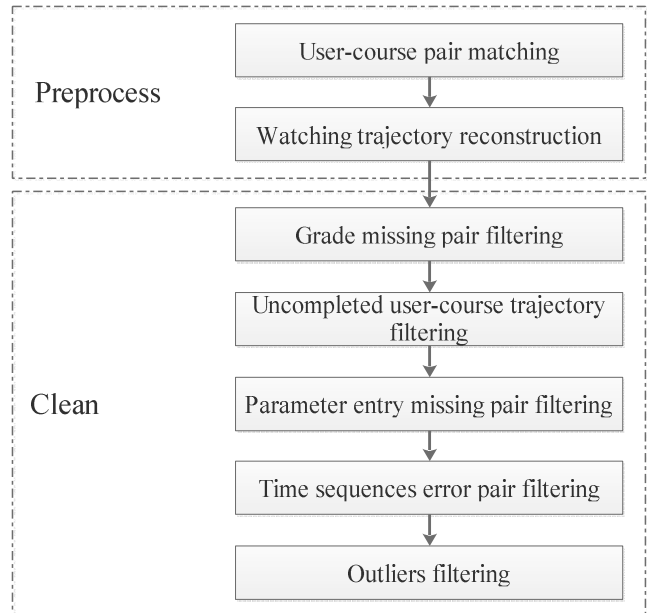 Preprocess
User-course pair matching
Watching trajectory reconstruction
Clean
Grade missing pair filtering
Uncompleted user-course trajectory
filtering
Parameter entry missing pair filtering
Time sequences error pair filtering
Outliers filtering